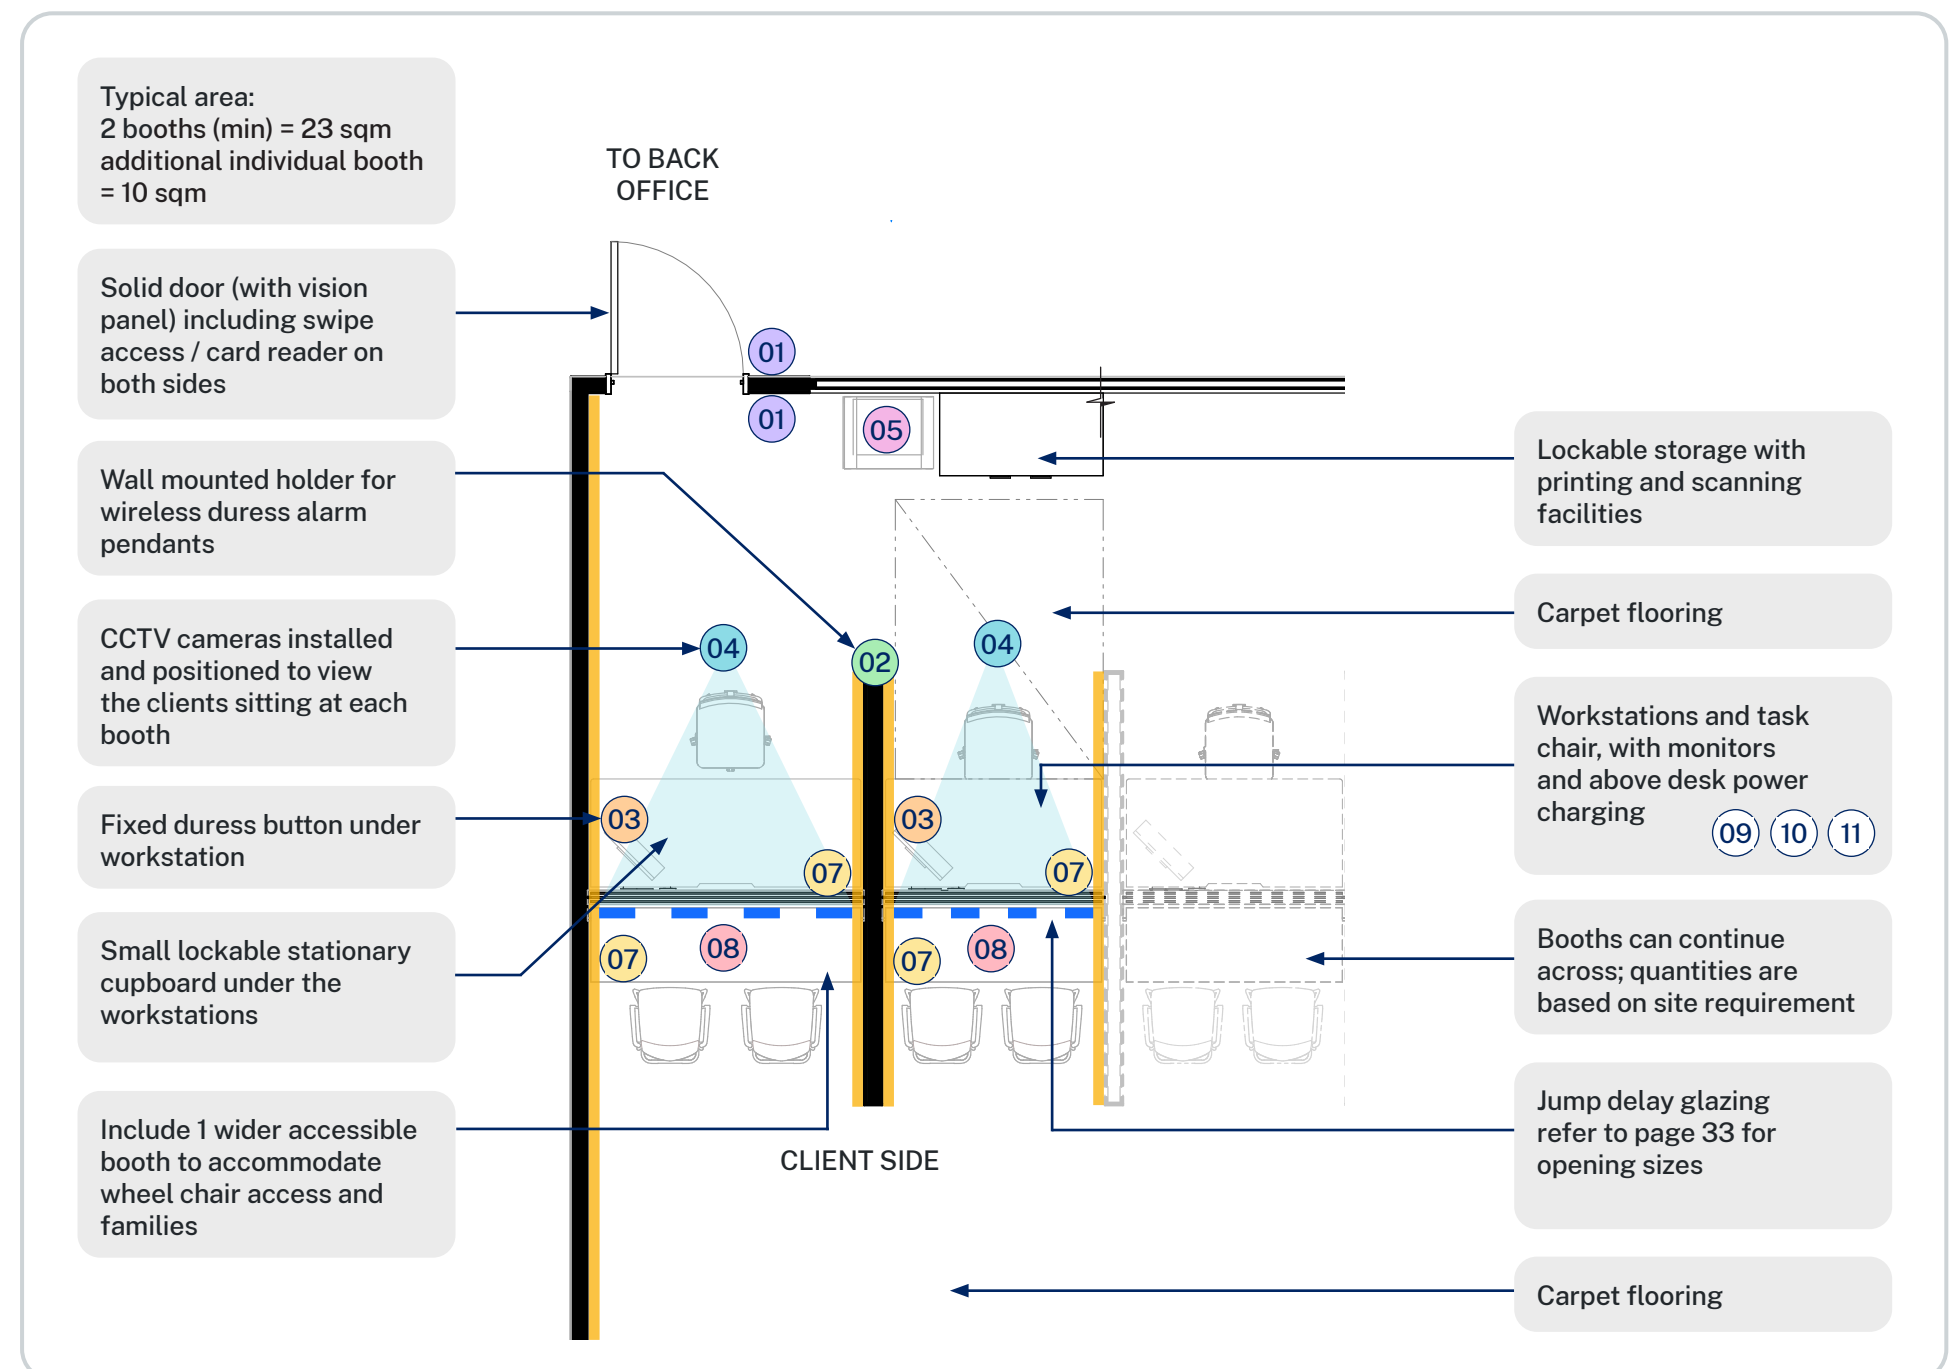 Typical area:
2 booths (min) = 23 sqm
additional individual booth
= 10 sqm
TO BACK
OFFICE
Solid door (with vision
panel) including swipe
access / card reader on
both sides
01
01
05
Wall mounted holder for
wireless duress alarm
pendants
Lockable storage with
printing and scanning
facilities
CCTV cameras installed
and positioned to view
the clients sitting at each
booth
04
02
04
Carpet flooring
Workstations and task
chair, with monitors
and above desk power
charging
09
10
11
Fixed duress button under
workstation
03
03
07
07
Small lockable stationary
cupboard under the
workstations
07
08
07
08
Booths can continue
across; quantities are
based on site requirement
Include 1 wider accessible
booth to accommodate
wheel chair access and
families
CLIENT SIDE
Jump delay glazing
refer to page 33 for
opening sizes
Carpet flooring